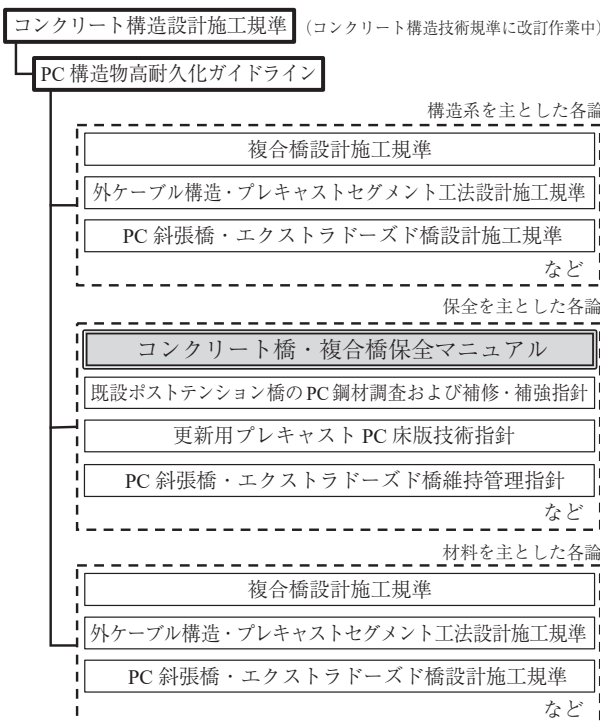 コンクリート構造設計施工規準 (コンクリート構造技術規準に改訂作業中)
PC 構造物高耐久化ガイドライン
構造系を主とした各論
複合橋設計施工規準
外ケーブル構造・プレキャストセグメント工法設計施工規準
PC 斜張橋・エクストラドーズド橋設計施工規準
など
保全を主とした各論
コンクリート橋・複合橋保全マニュアル
既設ポストテンション橋の PC 鋼材調査および補修・補強指針
更新用プレキャスト PC 床版技術指針
PC 斜張橋・エクストラドーズド橋維持管理指針
など
材料を主とした各論
複合橋設計施工規準
外ケーブル構造・プレキャストセグメント工法設計施工規準
PC 斜張橋・エクストラドーズド橋設計施工規準
など